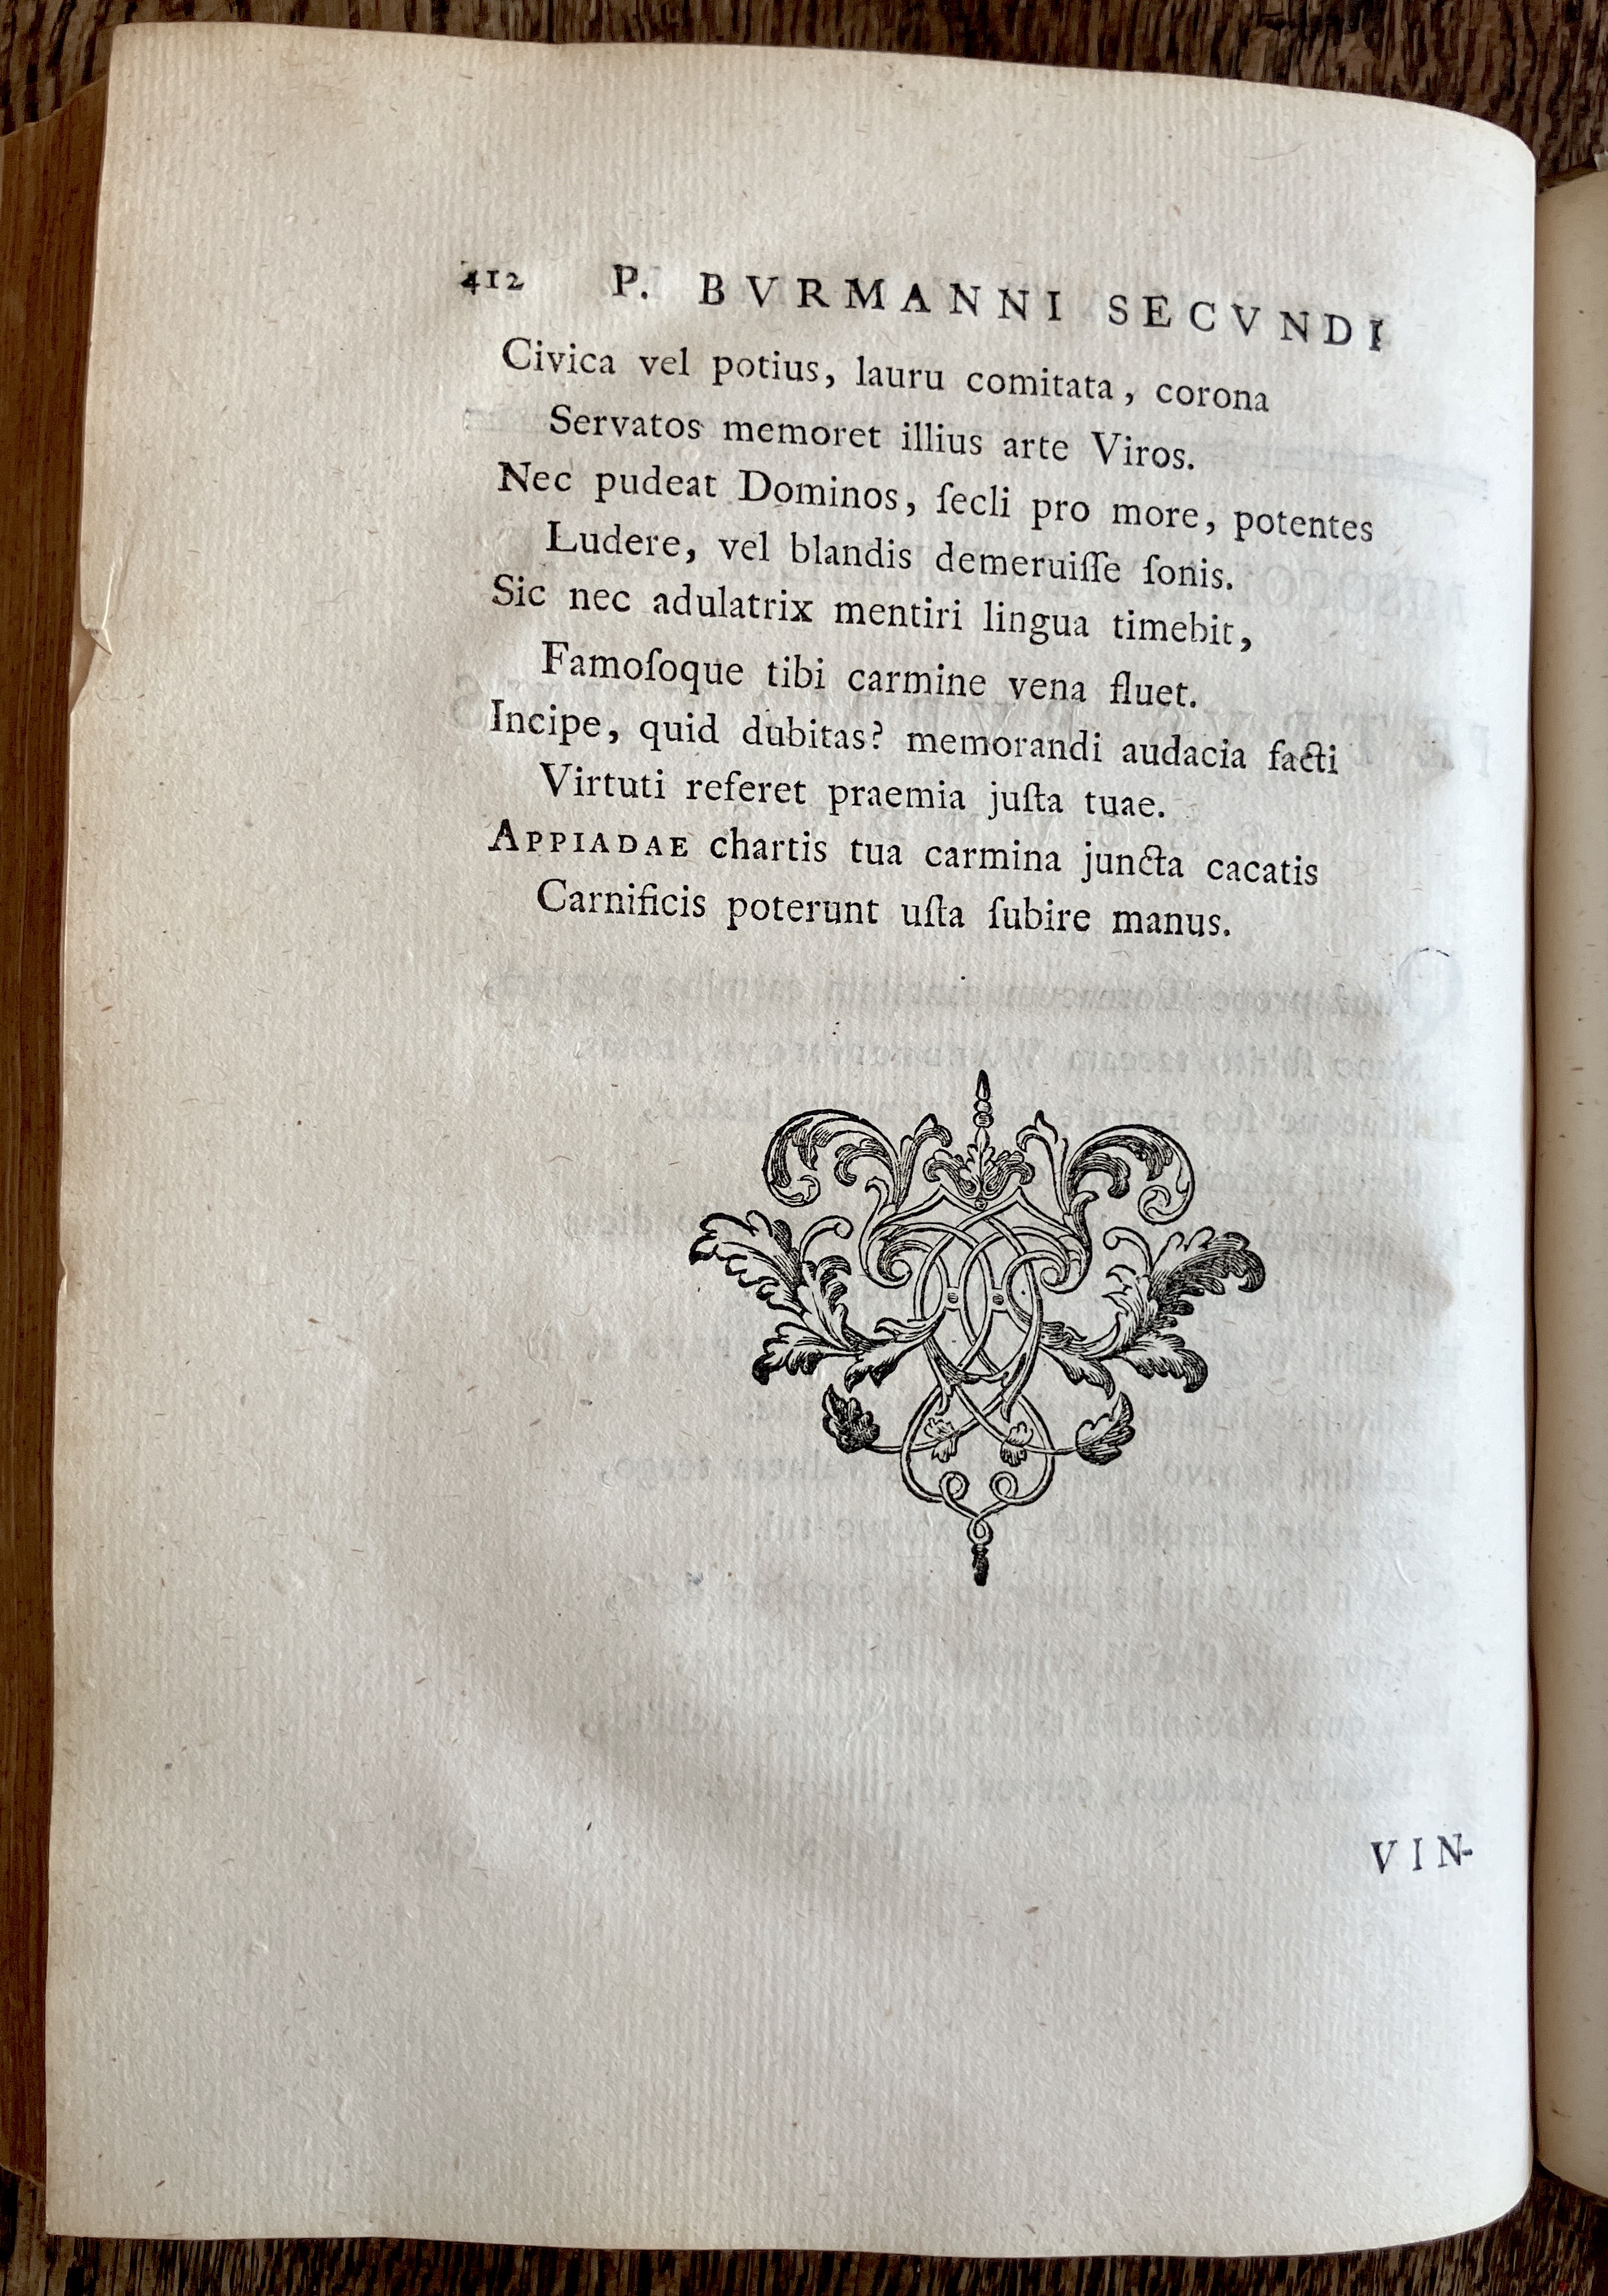 412 P. BVRMANNI SECVNDI
Civica vel potius, lauru comitata, corona
Servatos memoret illius arte Viros.
Nec pudeat Dominos, ſecli pro more, potentes
Ludere, vel blandis demeruiſſe ſonis.
Sic nec adulatrix mentiri lingua timebit,
Famoſoque tibi carmine vena fluet.
Incipe, quid dubitas? memorandi audacia facti
Virtuti referet praemia juſta tuae.
APPIADAE chartis tua carmina juncta cacatis
Carnificis poterunt uſta ſubire manus.
VIN-